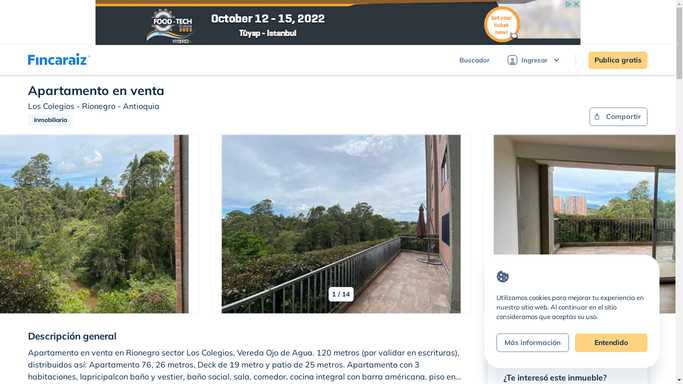 FOOD-TECH
October 12 - 15, 2022
Tüyap - Istanbul
Get your
ticket
now!
Fincaraiz
Buscador
Ingresar
Publica gratis
Apartamento en venta
Los Colegios - Rionegro - Antioquia
Inmobiliaria
Compartir
1 / 14
Utilizamos cookies para mejorar tu experiencia en
nuestro sitio web. Al continuar en el sitio
consideramos que aceptas su uso.
Más información
Entendido
Descripción general
Apartamento en venta en Rionegro sector Los Colegios, Vereda Ojo de Agua. 120 metros (por validar en escrituras),
distribuidos así: Apartamento 76, 26 metros, Deck de 19 metro y patio de 25 metros. Apartamento con 3
habitaciones, lapricipalcon baño y vestier, baño social, sala, comedor, cocina integral con barra américana, piso en...
¿Te interesó este inmueble?